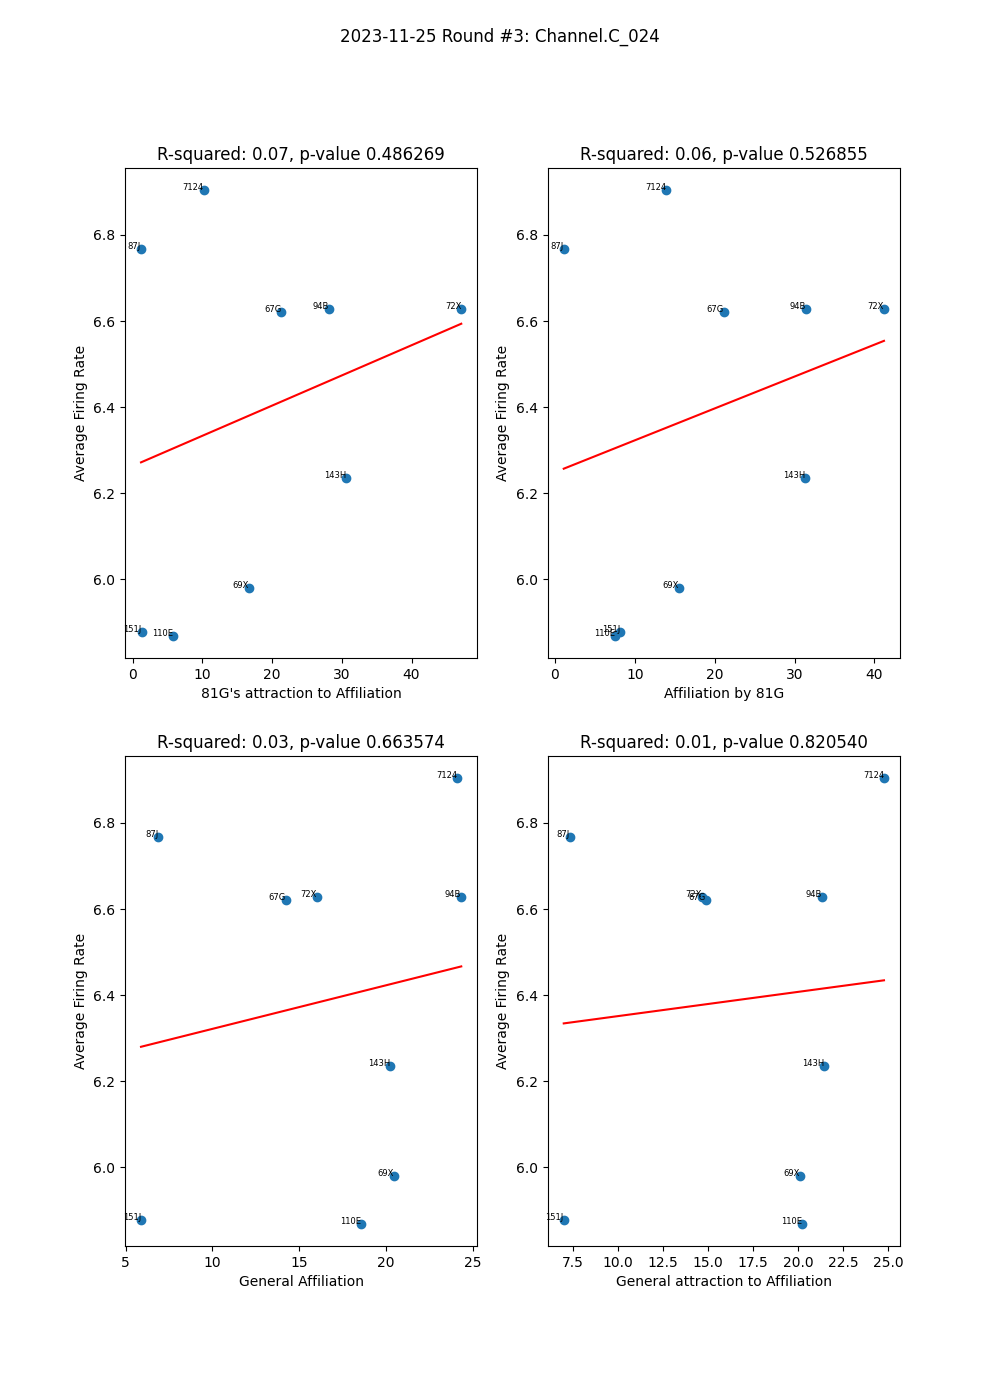 2023-11-25 Round #3: Channel.C_024
R-squared: 0.07, p-value 0.486269
7124
87J
67G
94B
72X
143H
69X
151J
110E
6.8
6.6
6.4
6.2
6.0
Average Firing Rate
0 10 20 30 40
81G's attraction to Affiliation
R-squared: 0.06, p-value 0.526855
7124
87J
67G
94B
72X
143H
69X
151J
110E
6.8
6.6
6.4
6.2
6.0
Average Firing Rate
0 10 20 30 40
Affiliation by 81G
R-squared: 0.03, p-value 0.663574
7124
87J
67G
72X
94B
143H
69X
151J
110E
6.8
6.6
6.4
6.2
6.0
Average Firing Rate
5 10 15 20 25
General Affiliation
R-squared: 0.01, p-value 0.820540
7124
87J
72X
67G
94B
143H
69X
151J
110E
6.8
6.6
6.4
6.2
6.0
Average Firing Rate
7.5 10.0 12.5 15.0 17.5 20.0 22.5 25.0
General attraction to Affiliation